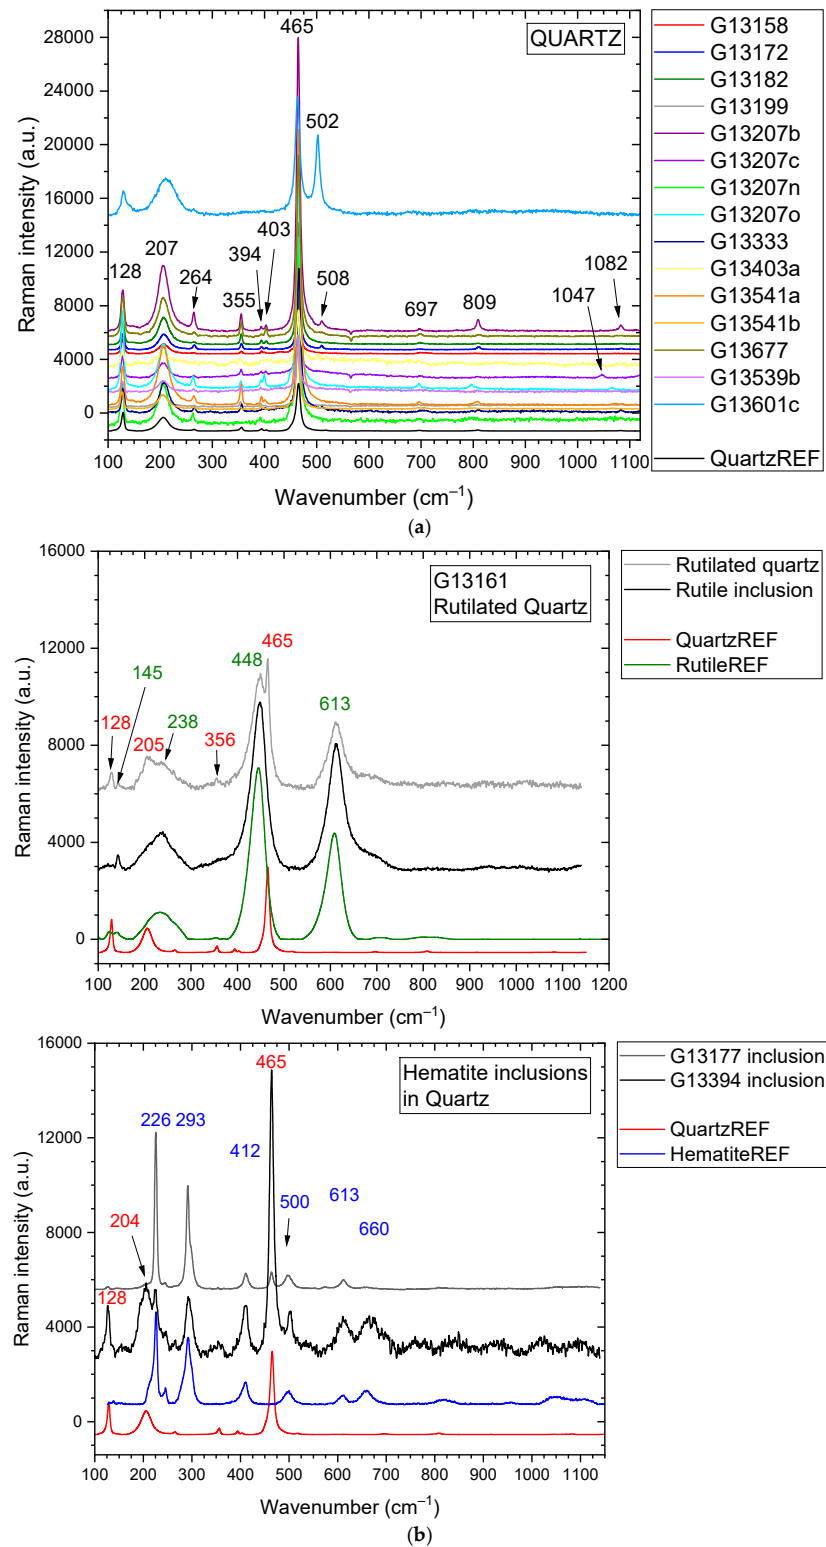 QUARTZ
28000
24000
20000
16000
12000
8000
4000
0
Raman intensity (a.u.)
465
502
128
207
264
355
394
403
508
697
809
1047
1082
100 200 300 400 500 600 700 800 900 1000 1100
Wavenumber (cm⁻¹)
G13158
G13172
G13182
G13199
G13207b
G13207c
G13207n
G13207o
G13333
G13403a
G13541a
G13541b
G13677
G13539b
G13601c
QuartzREF
(a)
G13161
Rutilated Quartz
16000
12000
8000
4000
0
Raman intensity (a.u.)
128
145
205
238
356
448
465
613
100 200 300 400 500 600 700 800 900 1000 1100 1200
Wavenumber (cm⁻¹)
Rutilated quartz
Rutile inclusion
QuartzREF
RutileREF
Hematite inclusions
in Quartz
16000
12000
8000
4000
0
Raman intensity (a.u.)
128
204
226
293
412
465
500
613
660
100 200 300 400 500 600 700 800 900 1000 1100
Wavenumber (cm⁻¹)
G13177 inclusion
G13394 inclusion
QuartzREF
HematiteREF
(b)